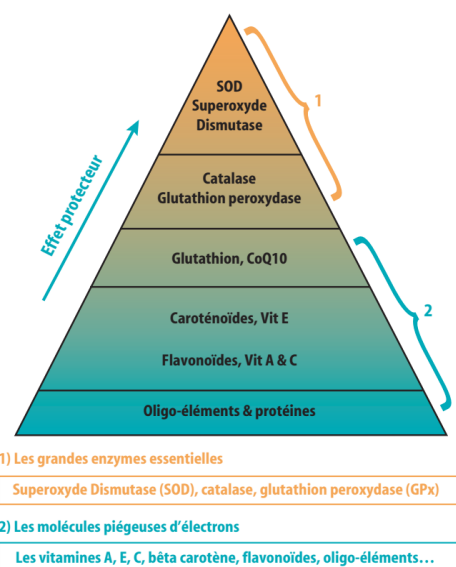 SOD
Superoxyde
Dismutase
1
Effet protecteur
Catalase
Glutathion peroxydase
Glutathion, CoQ10
2
Caroténoïdes, Vit E
Flavonoïdes, Vit A & C
Oligo-éléments & protéines
1) Les grandes enzymes essentielles
Superoxyde Dismutase (SOD), catalase, glutathion peroxydase (GPx)
2) Les molécules piégeuses d'électrons
Les vitamines A, E, C, bêta carotène, flavonoïdes, oligo-éléments…